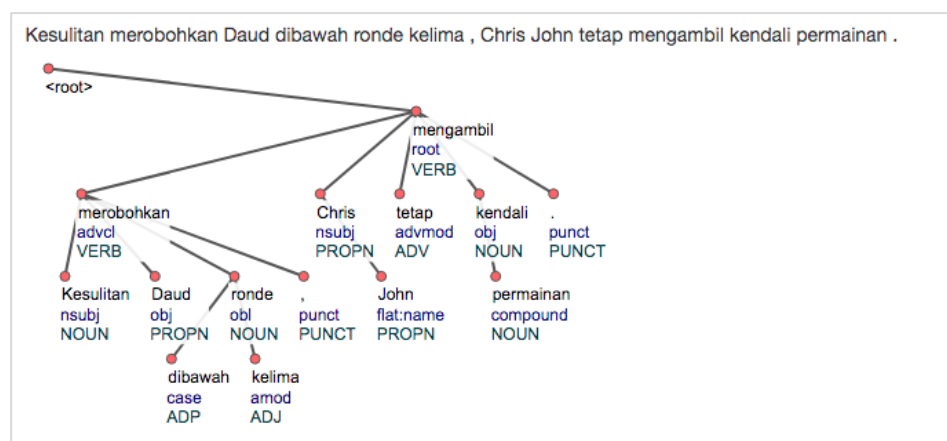 Kesulitan merobohkan Daud dibawah ronde kelima , Chris John tetap mengambil kendali permainan .
<root>
mengambil
root
VERB
merobohkan Chris tetap kendali .
advcl nsubj advmod obj punct
VERB PROPN ADV NOUN PUNCT
Kesulitan Daud ronde , John permainan
nsubj obj obl punct flat:name compound
NOUN PROPN NOUN PUNCT PROPN NOUN
dibawah kelima
case amod
ADP ADJ